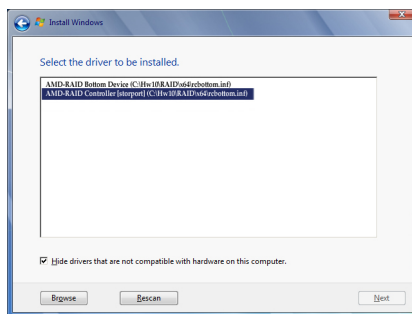 Install Windows
Select the driver to be installed.
AMD-RAID Bottom Device (C:\Hw10\RAID\x64\rcbottom.inf)
AMD-RAID Controller [storport] (C:\Hw10\RAID\x64\rcbottom.inf)
Hide drivers that are not compatible with hardware on this computer.
Browse Rescan Next